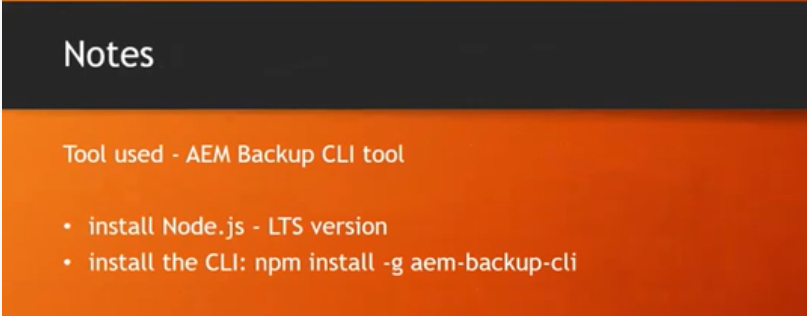 Notes
Tool used - AEM Backup CLI tool
• install Node.js - LTS version
• install the CLI: npm install -g aem-backup-cli